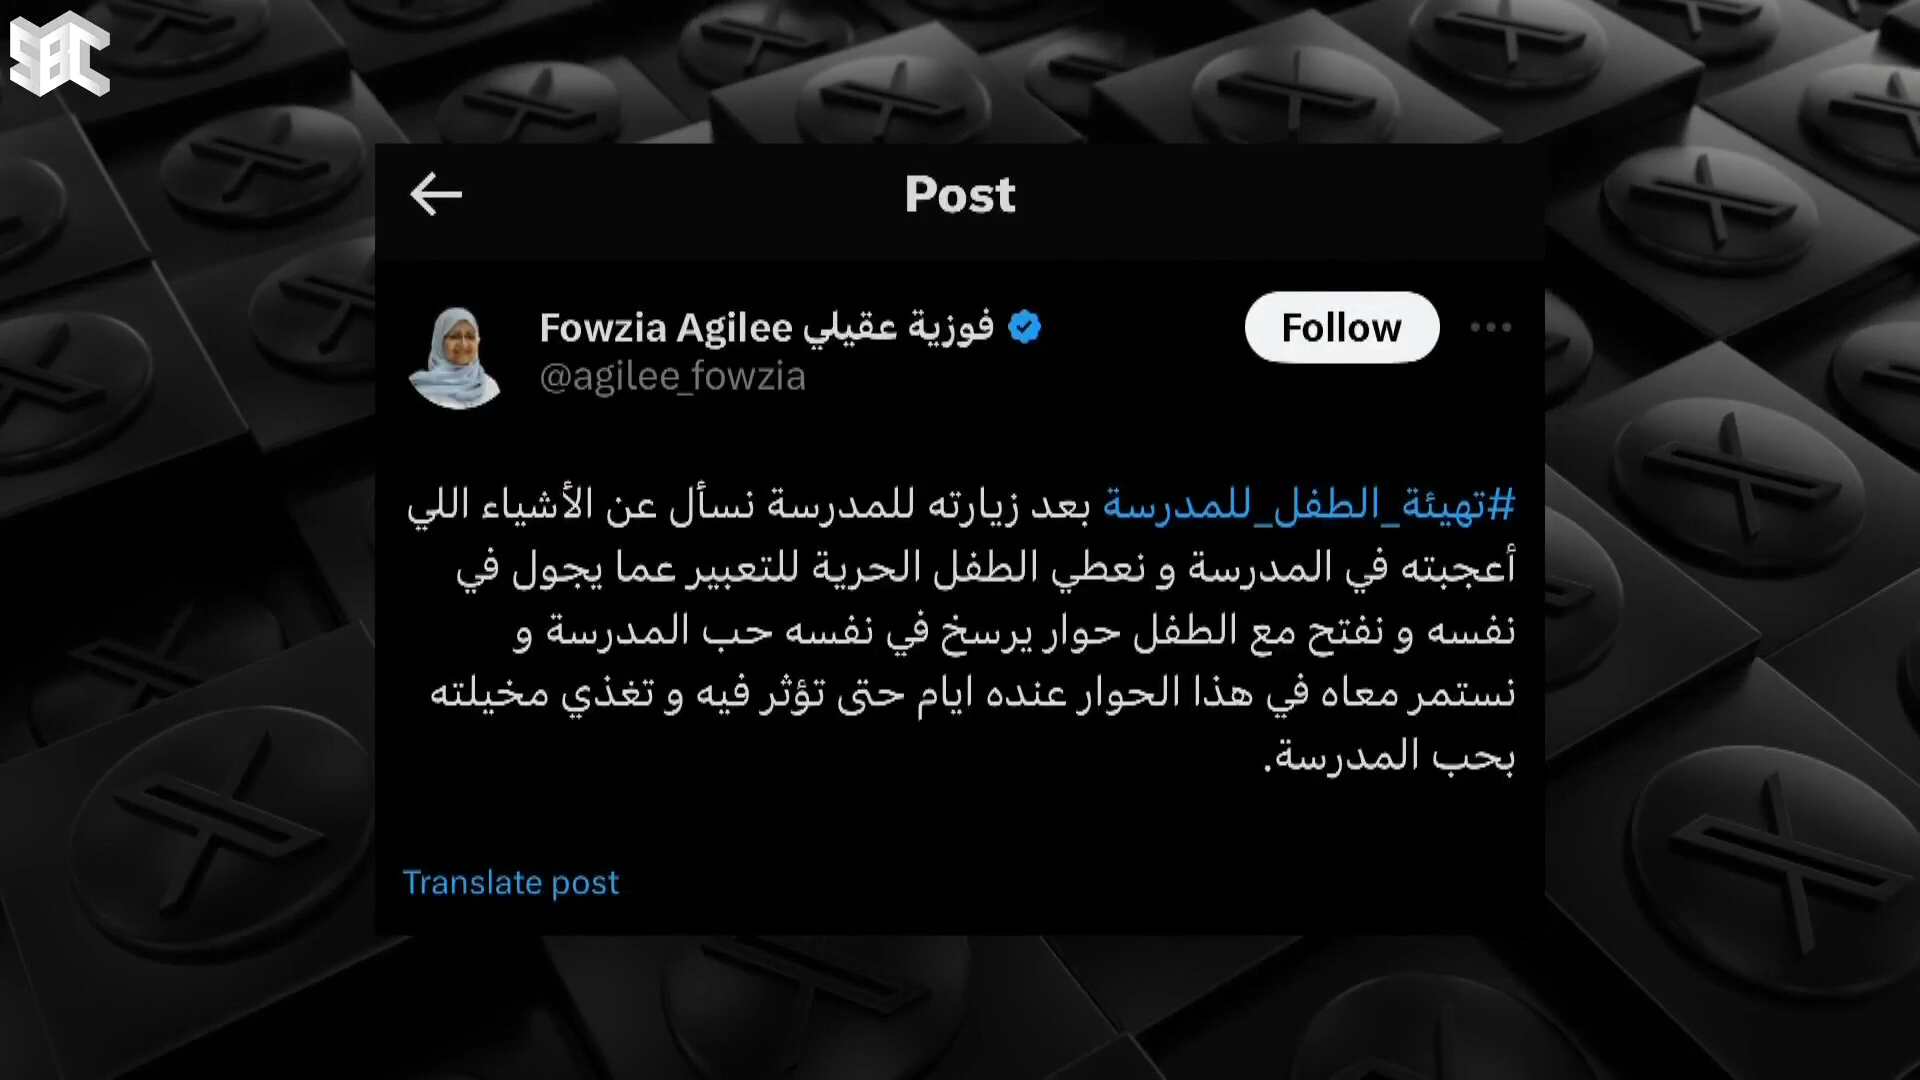 SBC
Post
Fowzia Agilee فوزية عقيلي
Follow
@agilee_fowzia
#تهيئة_الطفل_للمدرسة بعد زيارته للمدرسة نسأل عن الأشياء اللي
أعجبته في المدرسة و نعطي الطفل الحرية للتعبير عما يجول في
نفسه و نفتح مع الطفل حوار يرسخ في نفسه حب المدرسة و
نستمر معاه في هذا الحوار عنده ايام حتى تؤثر فيه و تغذي مخيلته
بحب المدرسة.
Translate post